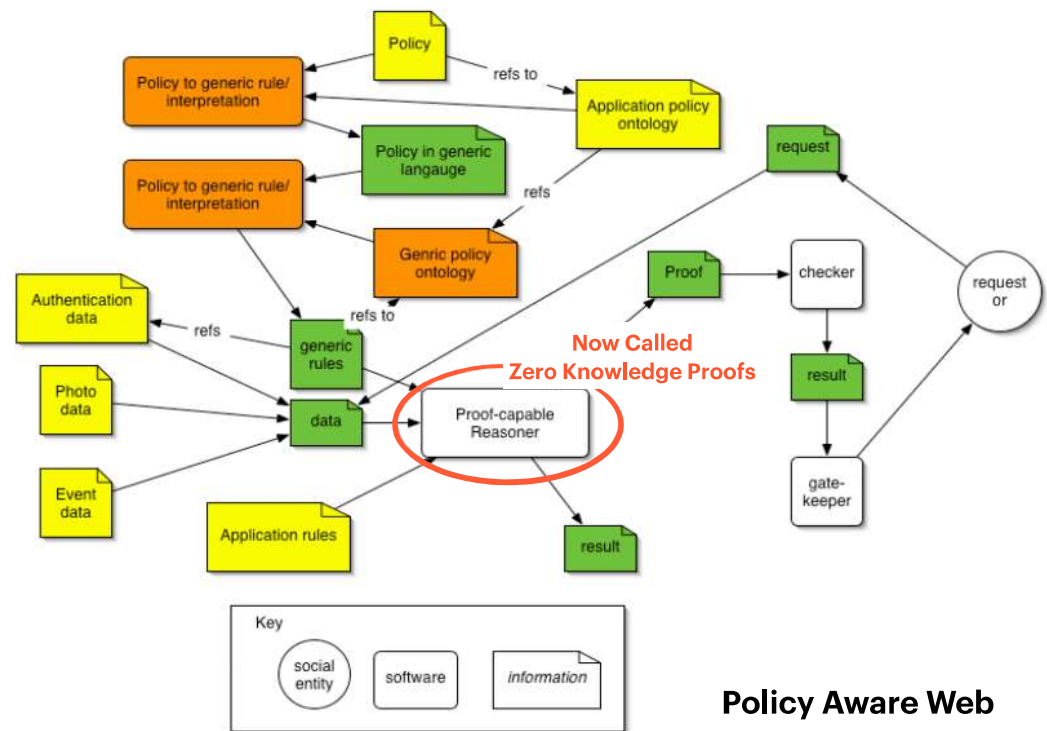 Policy
refs to
Policy to generic rule/
interpretation
Application policy
ontology
Policy in generic
langauge
request
Policy to generic rule/
interpretation
refs
Genric policy
ontology
Proof
checker
request
or
Authentication
data
refs
refs to
generic
rules
Now Called
Zero Knowledge Proofs
result
Photo
data
data
Proof-capable
Reasoner
Event
data
gate-
keeper
Application rules
result
Key
social
entity
software
information
Policy Aware Web